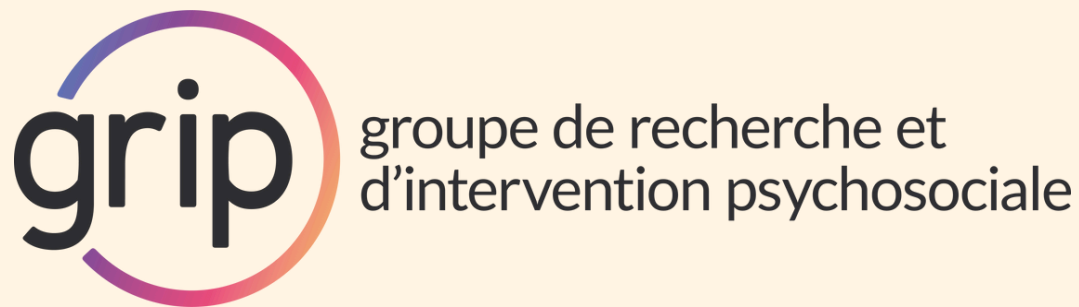 grip
groupe de recherche et
d’intervention psychosociale